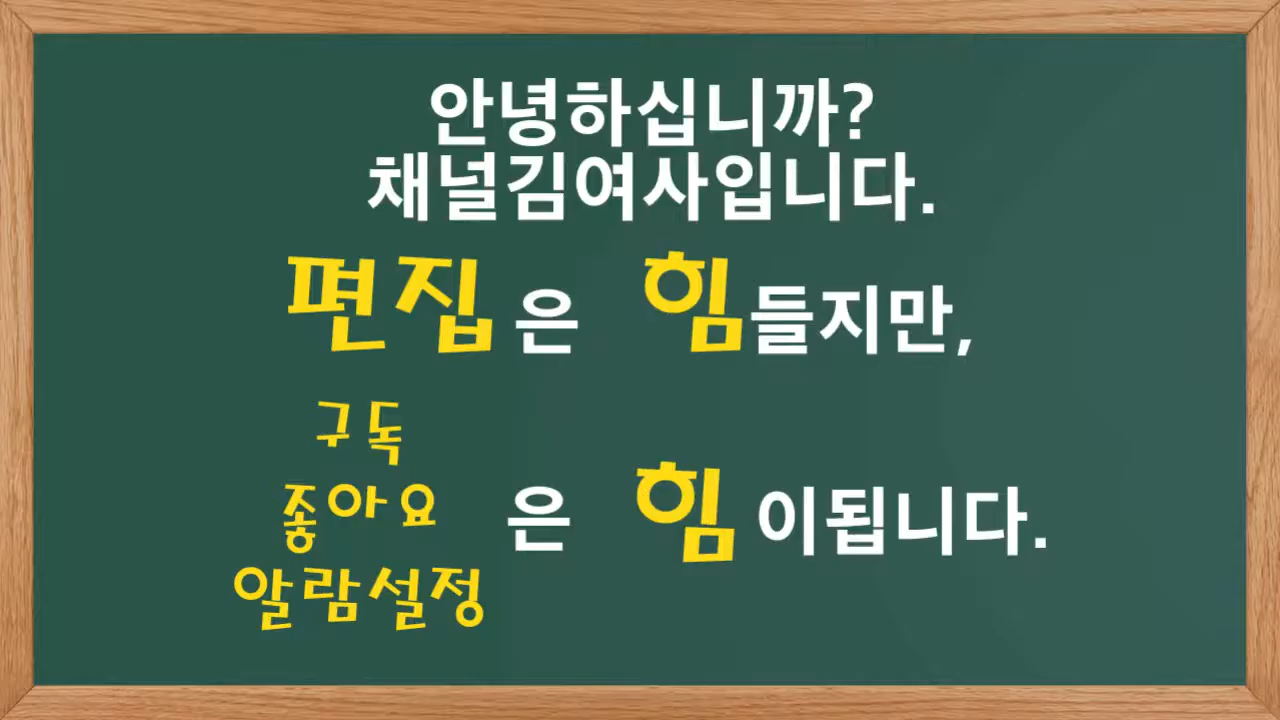 안녕하십니까?
채널김여사입니다.
편집은 힘들지만,
구독
좋아요
알람설정
은 힘이됩니다.